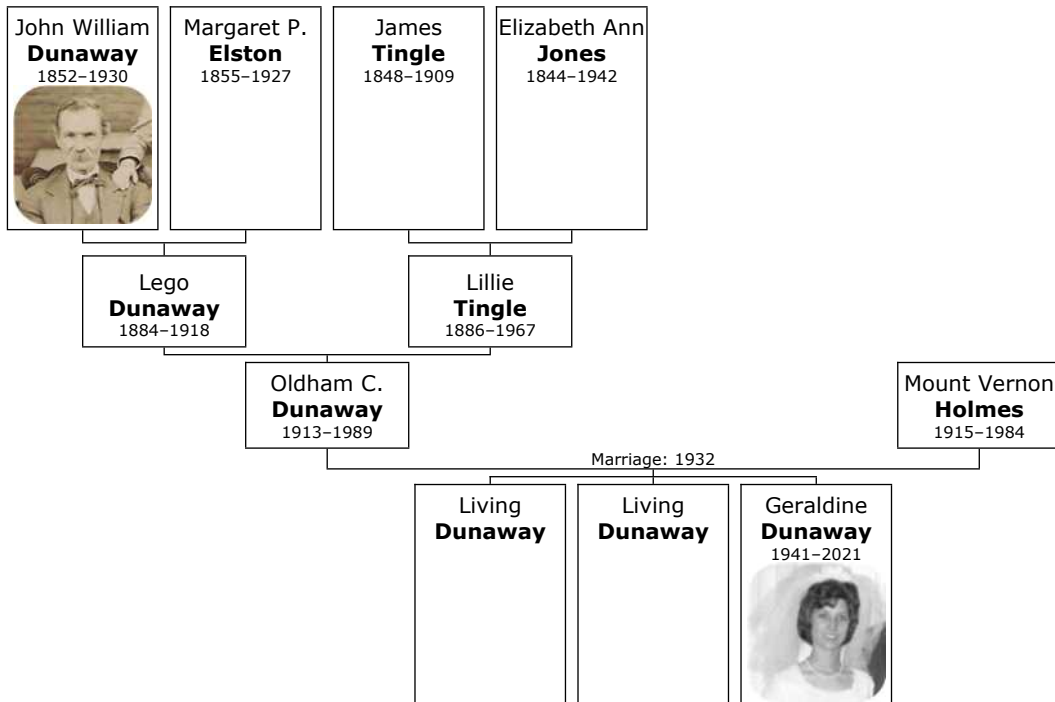 John William
Dunaway
1852–1930
Margaret P.
Elston
1855–1927
James
Tingle
1848–1909
Elizabeth Ann
Jones
1844–1942
Lego
Dunaway
1884–1918
Lillie
Tingle
1886–1967
Oldham C.
Dunaway
1913–1989
Mount Vernon
Holmes
1915–1984
Marriage: 1932
Living
Dunaway
Living
Dunaway
Geraldine
Dunaway
1941–2021